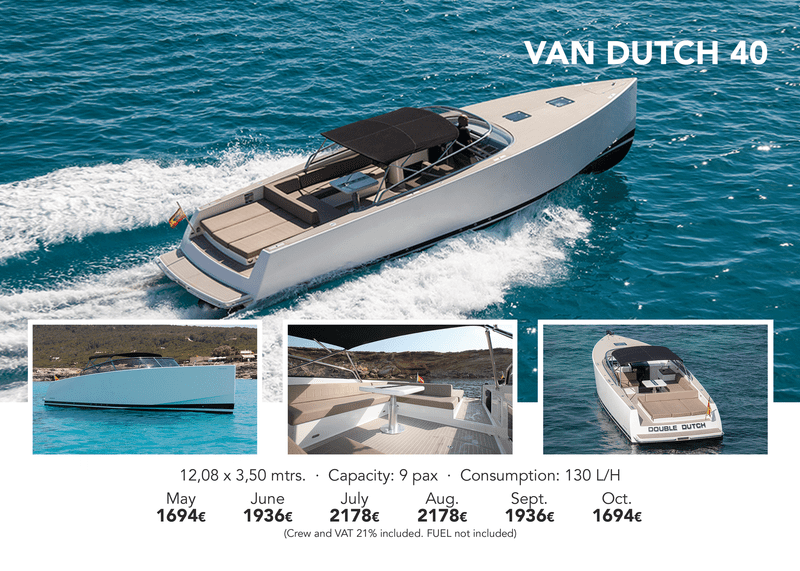 VAN DUTCH 40
DOUBLE DUTCH
12,08 x 3,50 mtrs. · Capacity: 9 pax · Consumption: 130 L/H
May June July Aug. Sept. Oct.
1694€ 1936€ 2178€ 2178€ 1936€ 1694€
(Crew and VAT 21% included. FUEL not included)